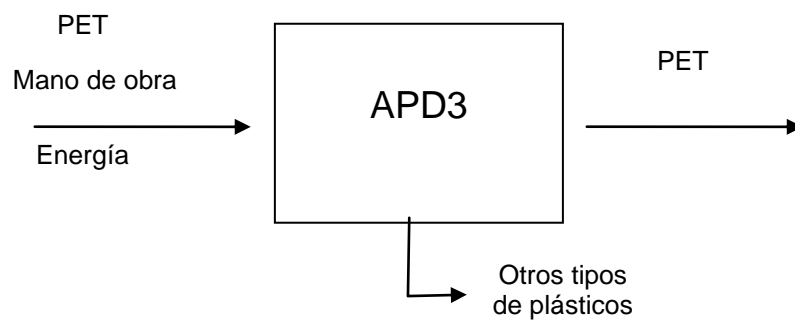 PET
Mano de obra
Energía
APD3
PET
Otros tipos
de plásticos